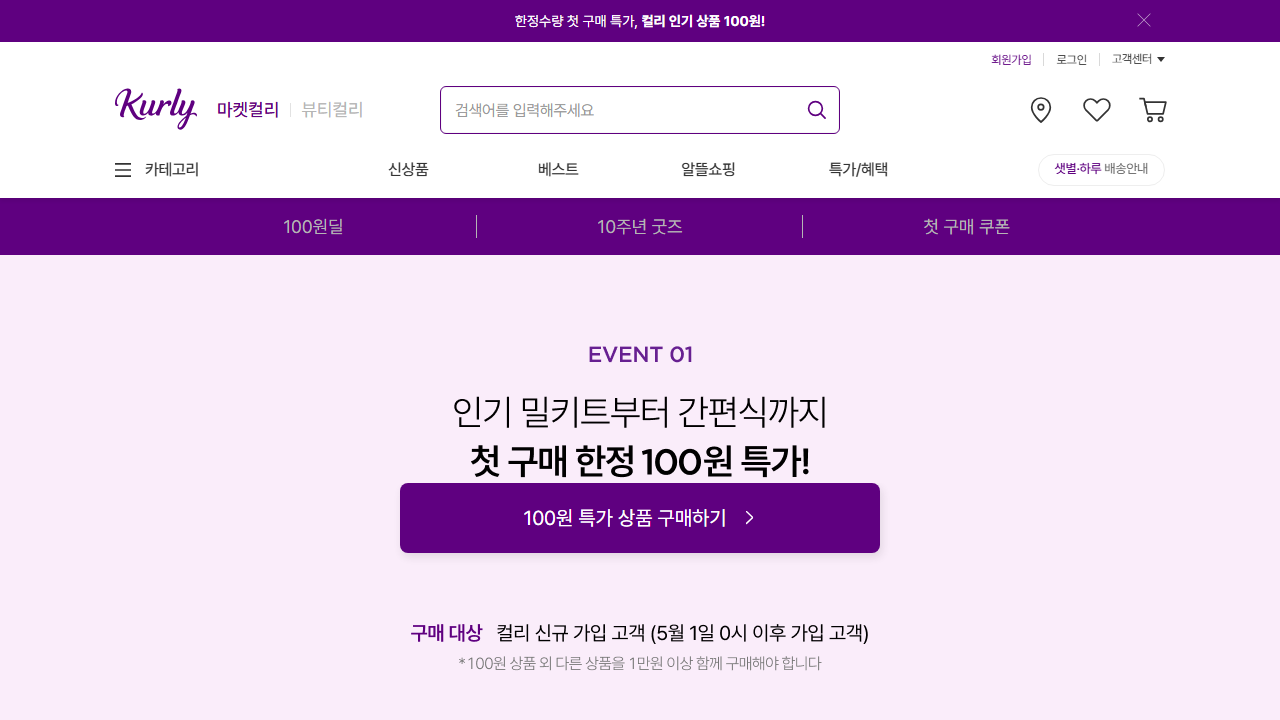 한정수량 첫 구매 특가, 컬리 인기 상품 100원!
회원가입 로그인 고객센터
Kurly 마켓컬리 뷰티컬리 검색어를 입력해주세요
카테고리 신상품 베스트 알뜰쇼핑 특가/혜택 샛별·하루 배송안내
100원딜 10주년 굿즈 첫 구매 쿠폰
EVENT 01
인기 밀키트부터 간편식까지
첫 구매 한정 100원 특가!
100원 특가 상품 구매하기
구매 대상 컬리 신규 가입 고객 (5월 1일 0시 이후 가입 고객)
*100원 상품 외 다른 상품을 1만원 이상 함께 구매해야 합니다